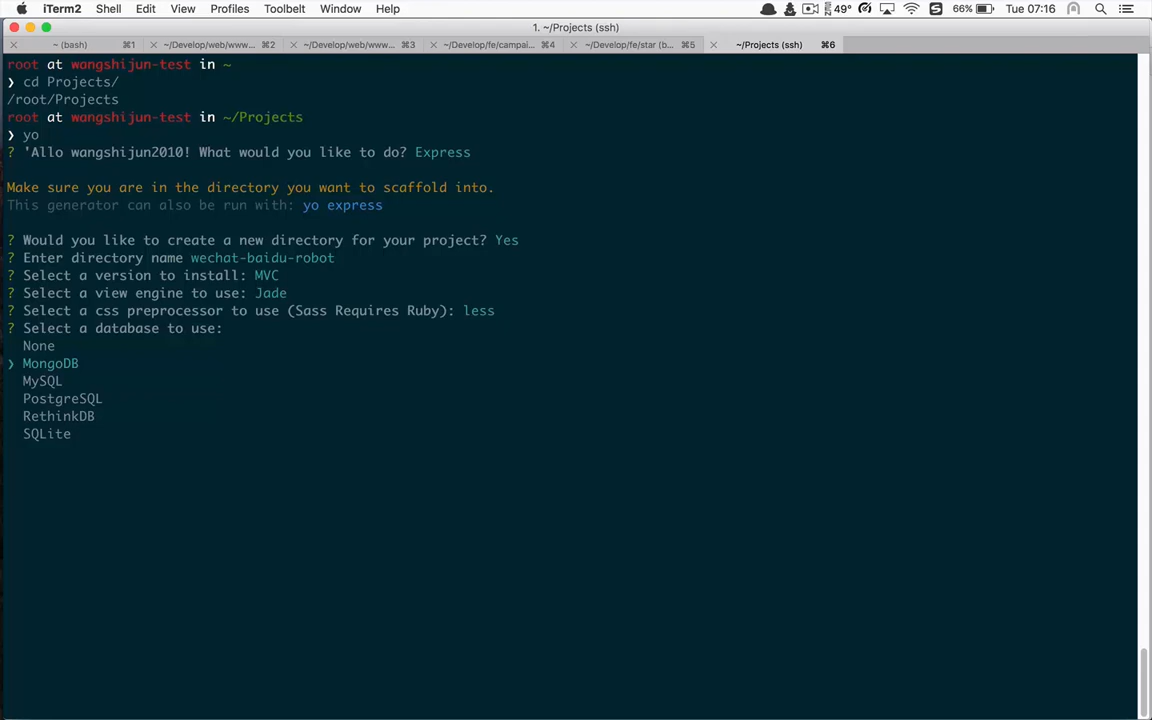 iTerm2 Shell Edit View Profiles Toolbelt Window Help 49° 66% Tue 07:16
1. ~/Projects (ssh)
~ (bash) ⌘1 ~/Develop/web/www... ⌘2 ~/Develop/web/www... ⌘3 ~/Develop/fe/campai... ⌘4 ~/Develop/fe/star (b... ⌘5 ~/Projects (ssh) ⌘6
root at wangshijun-test in ~
❯ cd Projects/
/root/Projects
root at wangshijun-test in ~/Projects
❯ yo
? 'Allo wangshijun2010! What would you like to do? Express
Make sure you are in the directory you want to scaffold into.
This generator can also be run with: yo express
? Would you like to create a new directory for your project? Yes
? Enter directory name wechat-baidu-robot
? Select a version to install: MVC
? Select a view engine to use: Jade
? Select a css preprocessor to use (Sass Requires Ruby): less
? Select a database to use:
None
❯ MongoDB
MySQL
PostgreSQL
RethinkDB
SQLite